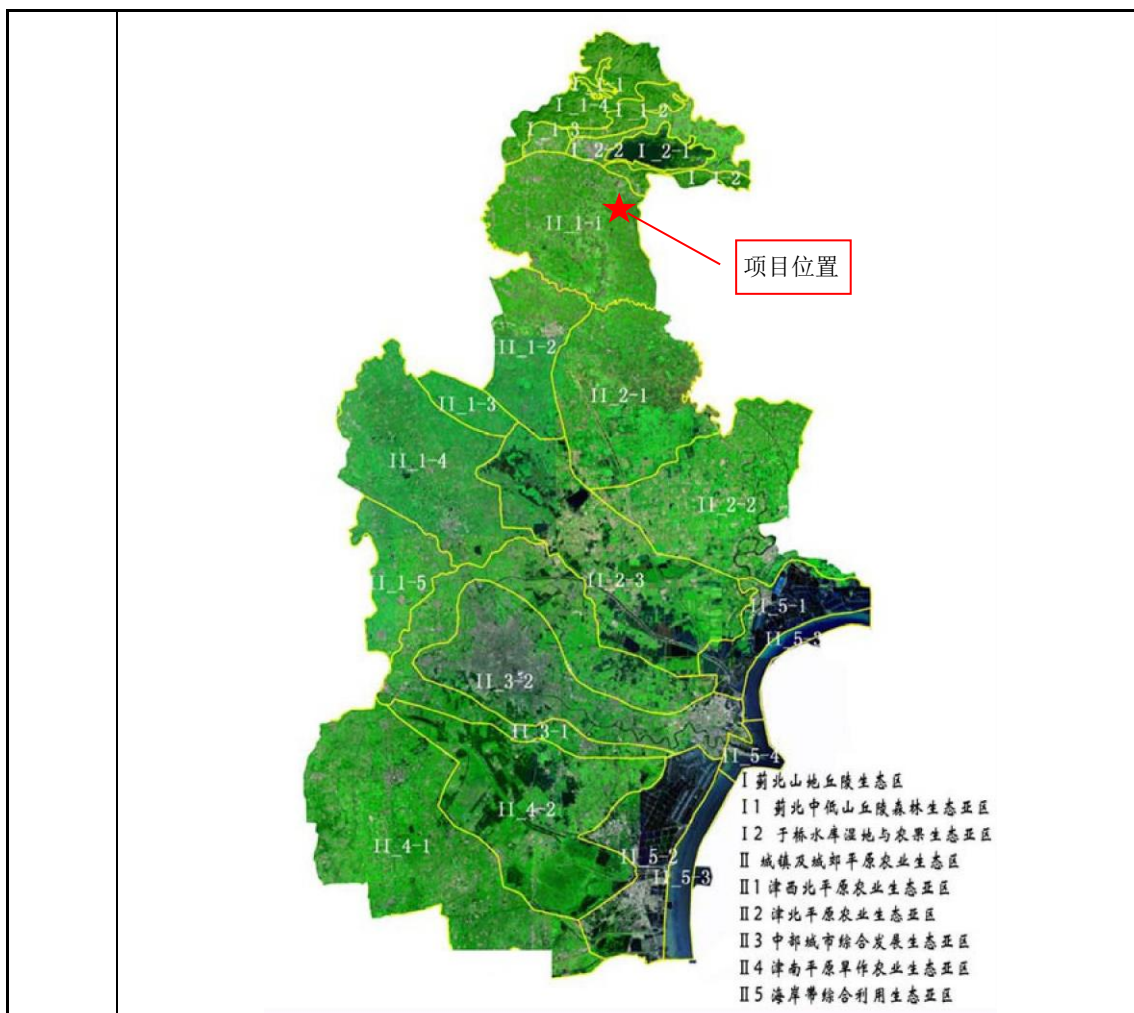 I_1-1
I_1-4
I_1-2
I_1-3
I_2-2
I_2-1
I_1-2
II_1-1
项目位置
II_1-2
II_2-1
II_1-3
II_1-4
II_2-2
II_1-5
II-2-3
II_5-1
II_5-3
II_3-2
II_3-1
II_5-4
II_4-2
II_4-1
II_5-2
II_5-3
I 蓟北山地丘陵生态区
I1 蓟北中低山丘陵森林生态亚区
I2 于桥水库湿地与农果生态亚区
II 城镇及城郊平原农业生态区
II1 津西北平原农业生态亚区
II2 津北平原农业生态亚区
II3 中部城市综合发展生态亚区
II4 津南平原旱作农业生态亚区
II5 海岸带综合利用生态亚区